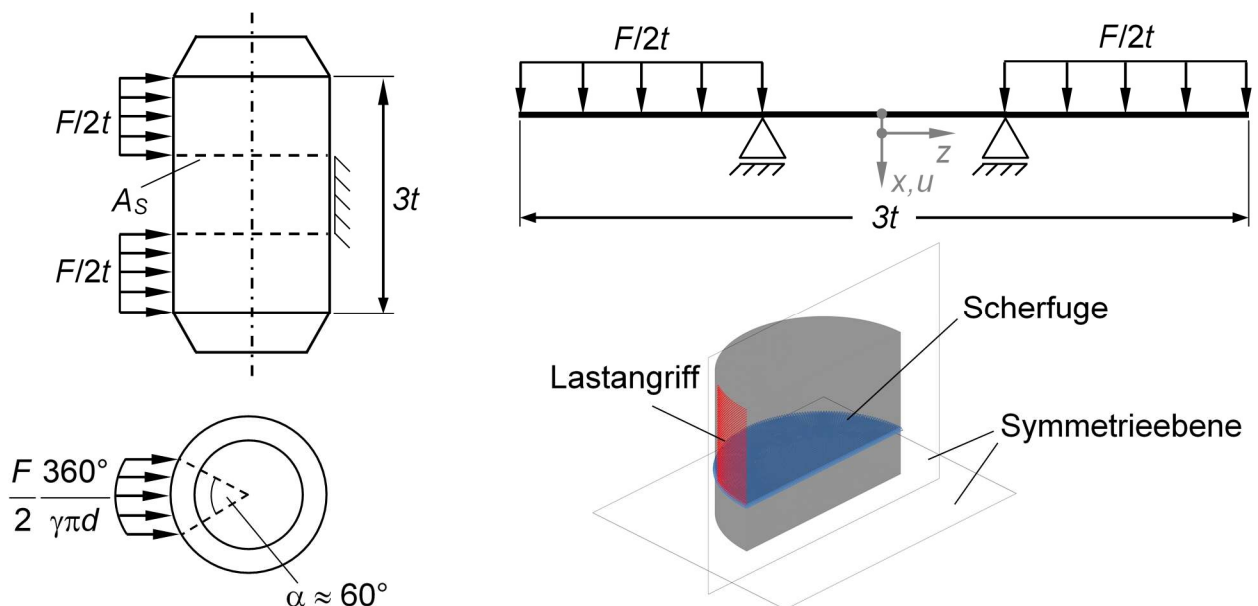 F/2t
A_S
F/2t
3t
F/2t
F/2t
z
x,u
3t
Scherfuge
Lastangriff
Symmetrieebene
F/2 360°/γπd
α ≈ 60°